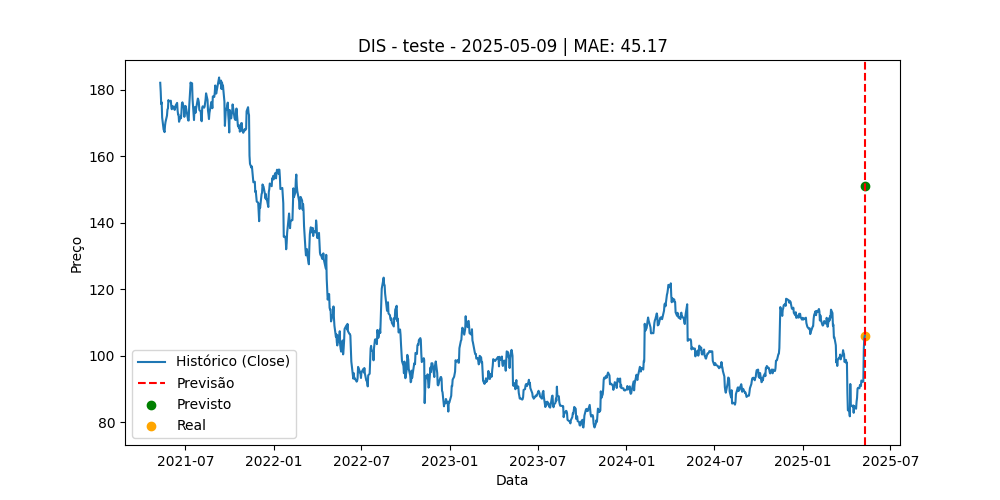 DIS - teste - 2025-05-09 | MAE: 45.17
Preço
180
160
140
120
100
80
Histórico (Close)
Previsão
Previsto
Real
2021-07 2022-01 2022-07 2023-01 2023-07 2024-01 2024-07 2025-01 2025-07
Data